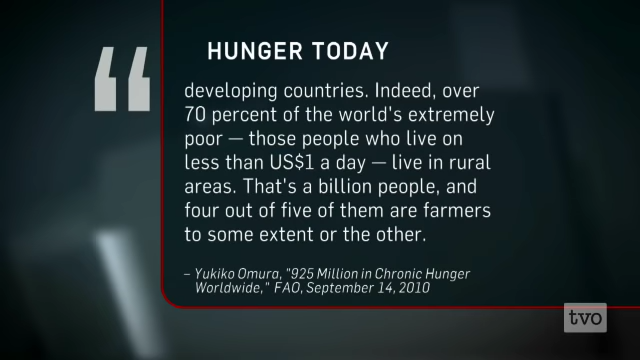 “
HUNGER TODAY
developing countries. Indeed, over
70 percent of the world's extremely
poor — those people who live on
less than US$1 a day — live in rural
areas. That's a billion people, and
four out of five of them are farmers
to some extent or the other.
– Yukiko Omura, "925 Million in Chronic Hunger
Worldwide," FAO, September 14, 2010
tvo